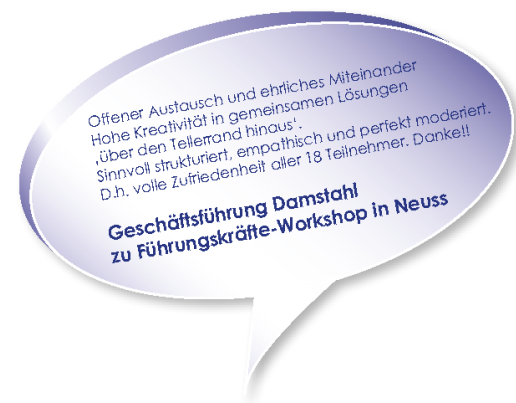 Offener Austausch und ehrliches Miteinander
Hohe Kreativität in gemeinsamen Lösungen
‚über den Tellerrand hinaus'.
Sinnvoll strukturiert, empathisch und perfekt moderiert.
D.h. volle Zufriedenheit aller 18 Teilnehmer. Danke!!
Geschäftsführung Damstahl
zu Führungskräfte-Workshop in Neuss